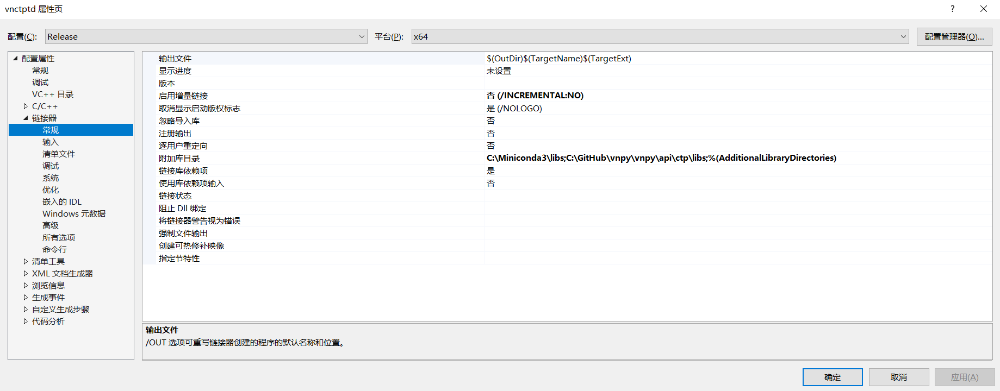 vnctptd 属性页
?
配置(C):
Release
平台(P):
x64
配置管理器(O)...
配置属性
常规
调试
VC++ 目录
C/C++
链接器
常规
输入
清单文件
调试
系统
优化
嵌入的 IDL
Windows 元数据
高级
所有选项
命令行
清单工具
XML 文档生成器
浏览信息
生成事件
自定义生成步骤
代码分析
输出文件 $(OutDir)$(TargetName)$(TargetExt)
显示进度 未设置
版本
启用增量链接 否 (/INCREMENTAL:NO)
取消显示启动版权标志 是 (/NOLOGO)
忽略导入库 否
注册输出 否
逐用户重定向 否
附加库目录 C:\Miniconda3\libs;C:\GitHub\vnpy\vnpy\api\ctp\libs;%(AdditionalLibraryDirectories)
链接库依赖项 是
使用库依赖项输入 否
链接状态
阻止 Dll 绑定
将链接器警告视为错误
强制文件输出
创建可热修补映像
指定节特性
输出文件
/OUT 选项可重写链接器创建的程序的默认名称和位置。
确定
取消
应用(A)